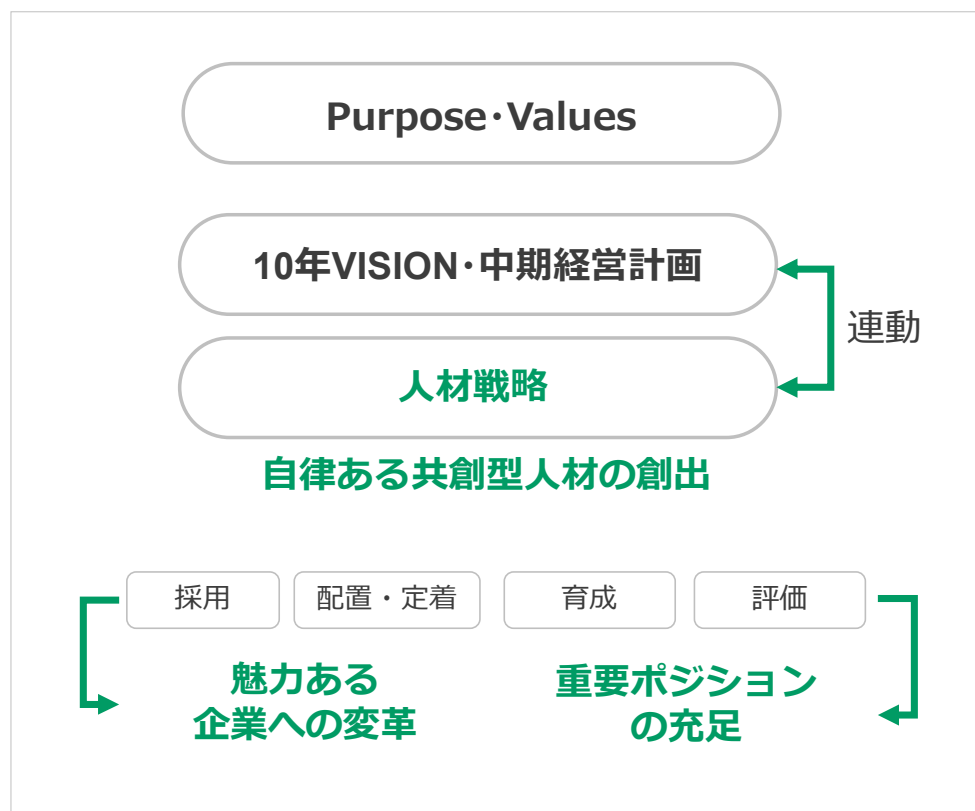 Purpose･Values
10年VISION･中期経営計画
連動
人材戦略
自律ある共創型人材の創出
採用
配置・定着
育成
評価
魅力ある
企業への変革
重要ポジション
の充足